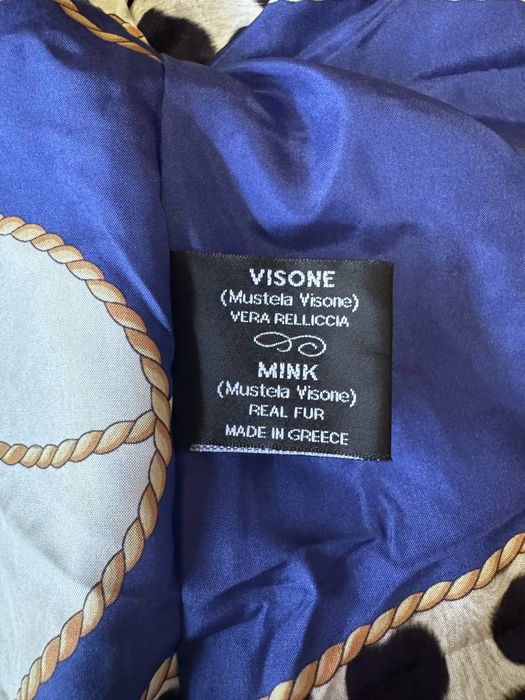 VISONE
(Mustela Visone)
VERA RELLICCIA
MINK
(Mustela Visone)
REAL FUR
MADE IN GREECE